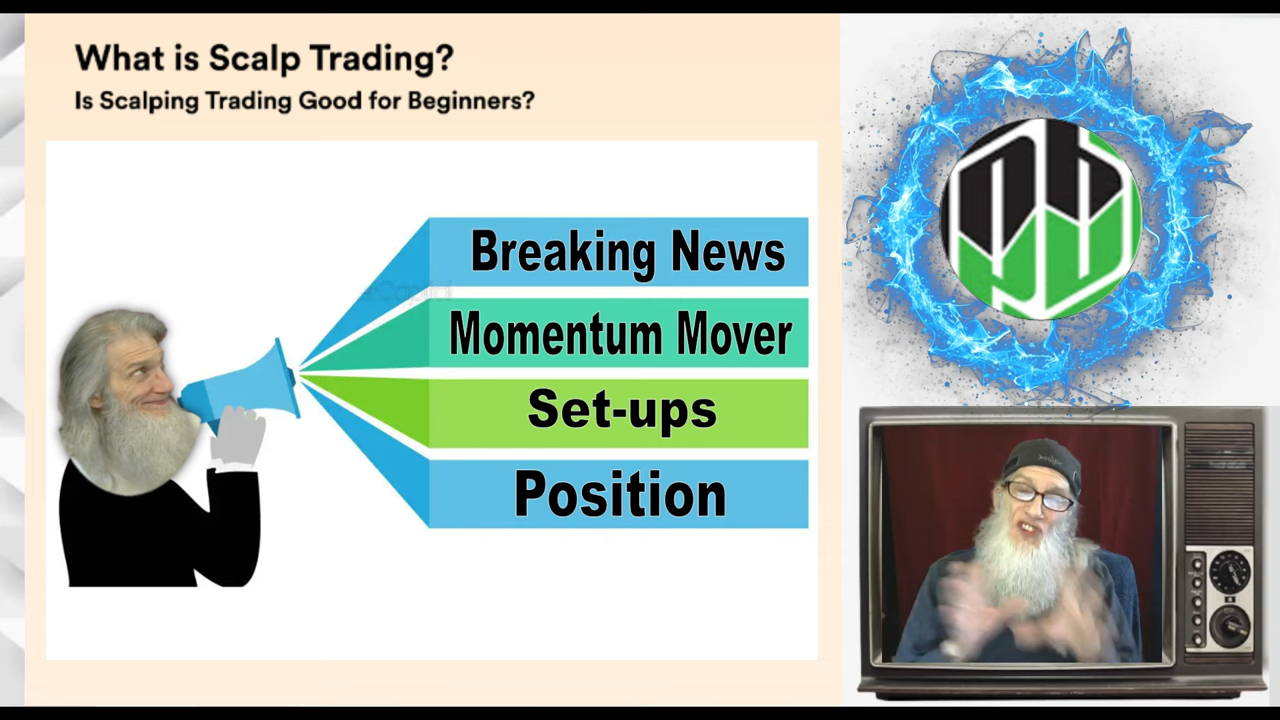 What is Scalp Trading?
Is Scalping Trading Good for Beginners?
Breaking News
Momentum Mover
Set-ups
Position